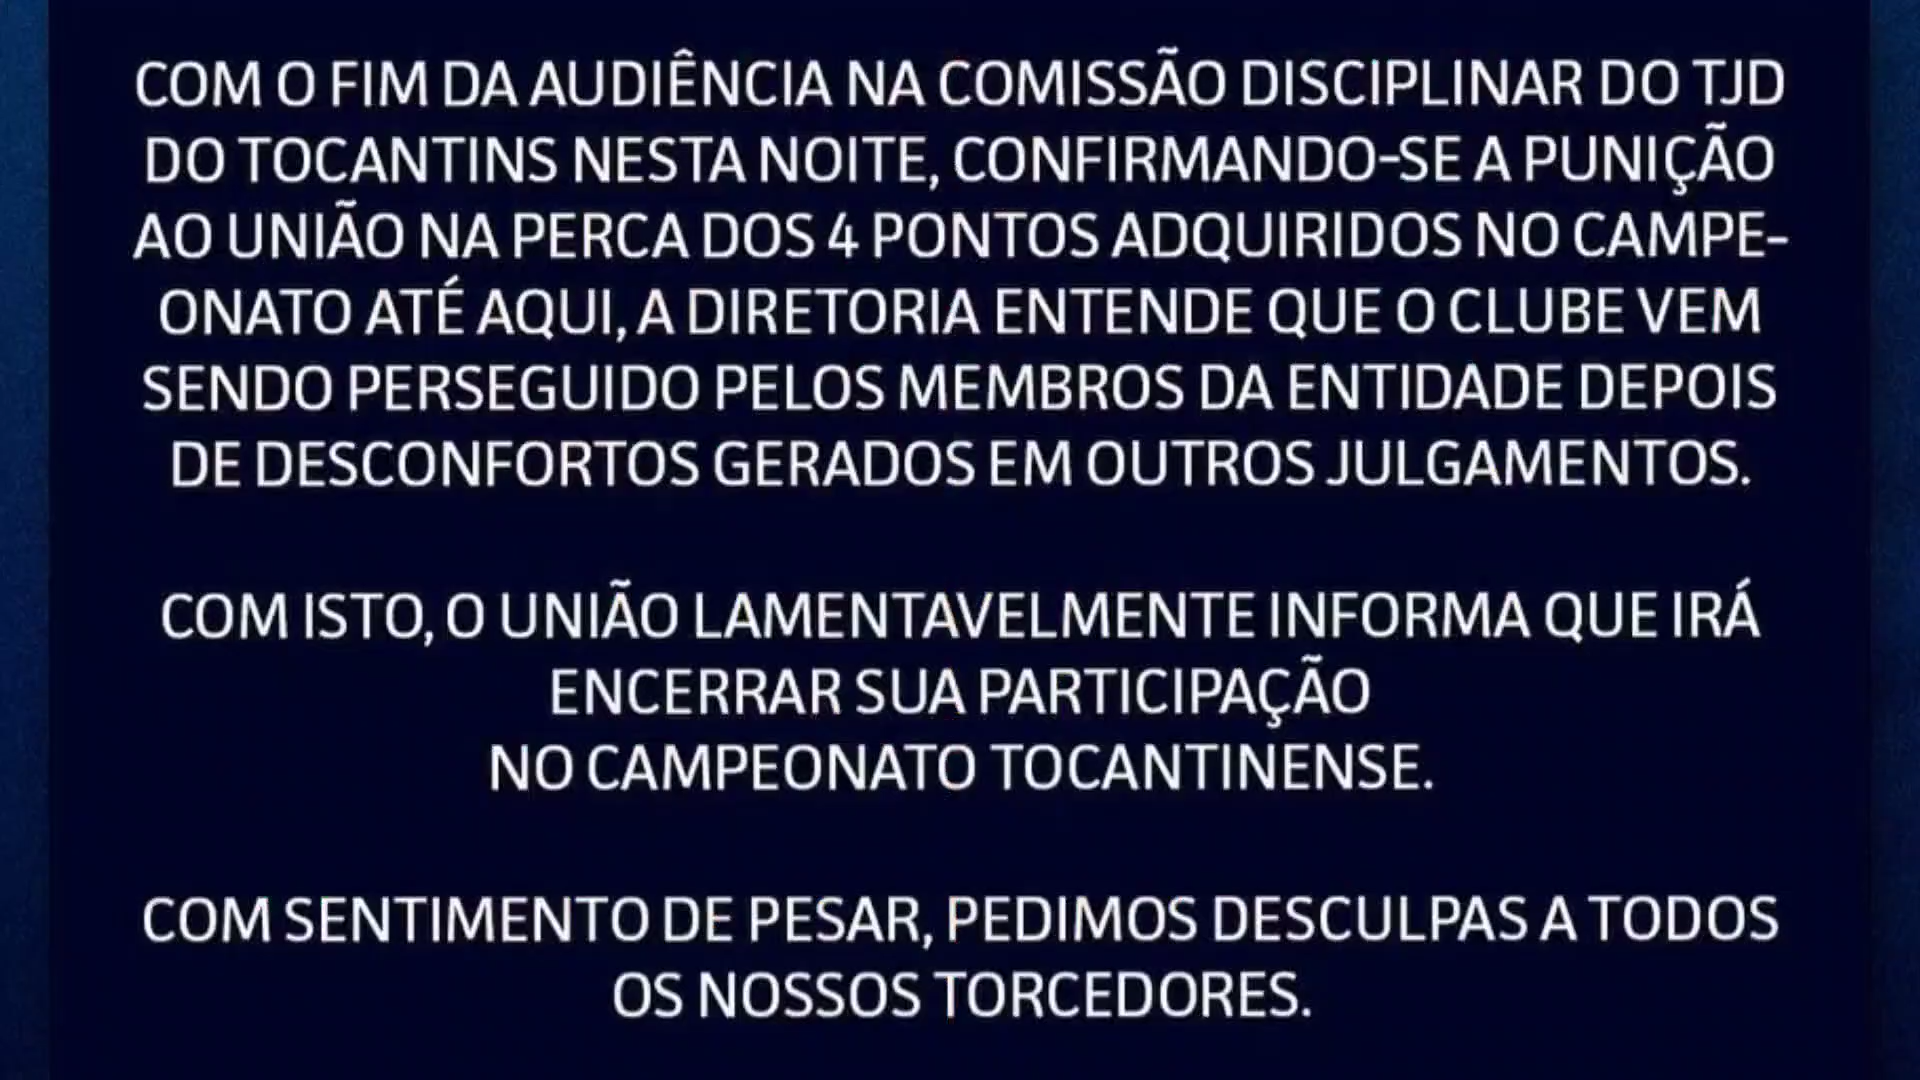 COM O FIM DA AUDIÊNCIA NA COMISSÃO DISCIPLINAR DO TJD
DO TOCANTINS NESTA NOITE, CONFIRMANDO-SE A PUNIÇÃO
AO UNIÃO NA PERCA DOS 4 PONTOS ADQUIRIDOS NO CAMPE-
ONATO ATÉ AQUI, A DIRETORIA ENTENDE QUE O CLUBE VEM
SENDO PERSEGUIDO PELOS MEMBROS DA ENTIDADE DEPOIS
DE DESCONFORTOS GERADOS EM OUTROS JULGAMENTOS.
COM ISTO, O UNIÃO LAMENTAVELMENTE INFORMA QUE IRÁ
ENCERRAR SUA PARTICIPAÇÃO
NO CAMPEONATO TOCANTINENSE.
COM SENTIMENTO DE PESAR, PEDIMOS DESCULPAS A TODOS
OS NOSSOS TORCEDORES.